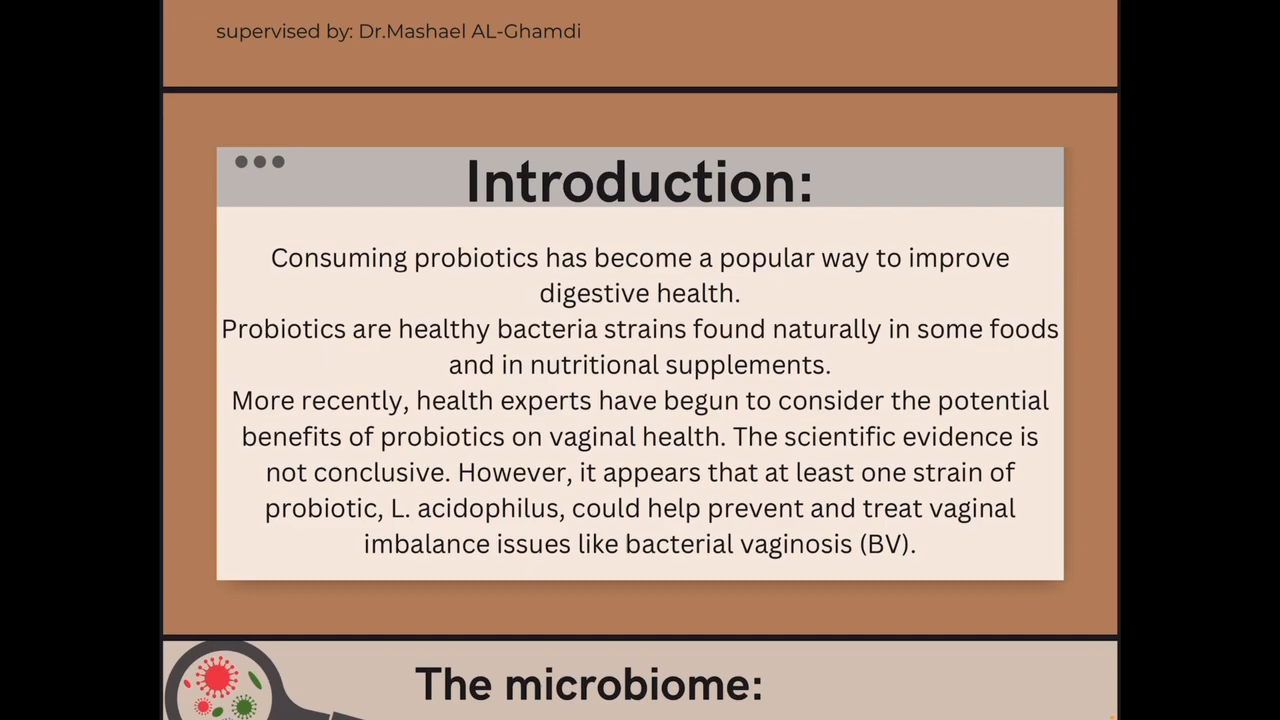 supervised by: Dr.Mashael AL-Ghamdi
Introduction:
Consuming probiotics has become a popular way to improve
digestive health.
Probiotics are healthy bacteria strains found naturally in some foods
and in nutritional supplements.
More recently, health experts have begun to consider the potential
benefits of probiotics on vaginal health. The scientific evidence is
not conclusive. However, it appears that at least one strain of
probiotic, L. acidophilus, could help prevent and treat vaginal
imbalance issues like bacterial vaginosis (BV).
The microbiome: